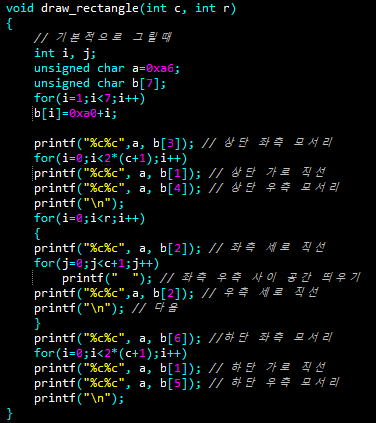 void draw_rectangle(int c, int r)
{
// 기본적으로 그릴때
int i, j;
unsigned char a=0xa6;
unsigned char b[7];
for(i=1;i<7;i++)
b[i]=0xa0+i;
printf("%c%c",a, b[3]); // 상단 좌측 모서리
for(i=0;i<2*(c+1);i++)
printf("%c%c", a, b[1]); // 상단 가로 직선
printf("%c%c", a, b[4]); // 상단 우측 모서리
printf("\n");
for(i=0;i<r;i++)
{
printf("%c%c", a, b[2]); // 좌측 세로 직선
for(j=0;j<c+1;j++)
printf("  "); // 좌측 우측 사이 공간 띄우기
printf("%c%c",a, b[2]); // 우측 세로 직선
printf("\n"); // 다음
}
printf("%c%c", a, b[6]); //하단 좌측 모서리
for(i=0;i<2*(c+1);i++)
printf("%c%c", a, b[1]); // 하단 가로 직선
printf("%c%c", a, b[5]); // 하단 우측 모서리
printf("\n");
}